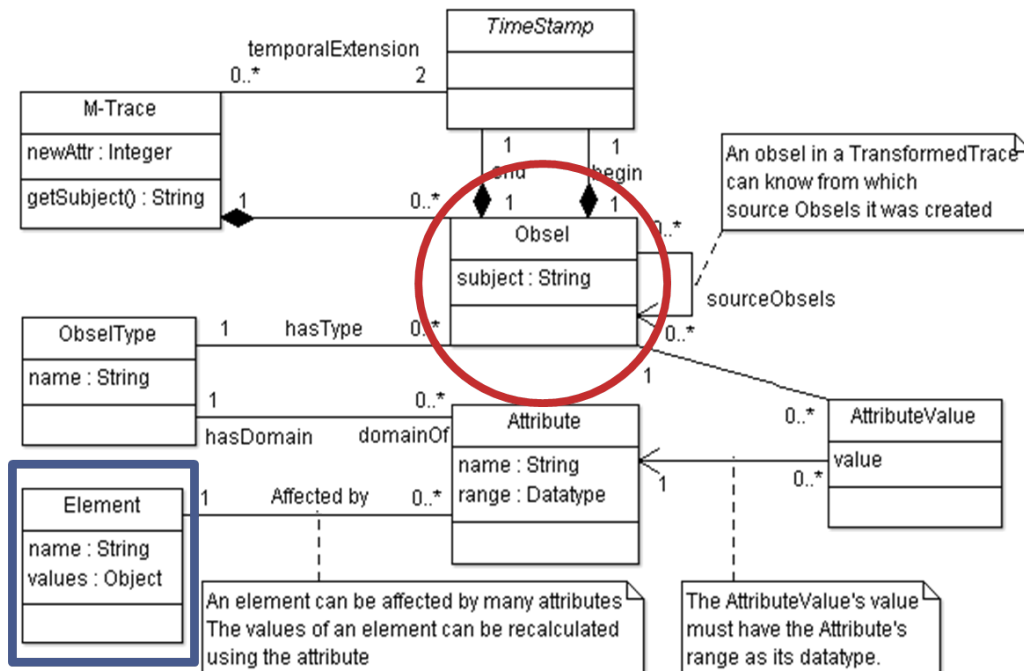 TimeStamp
temporalExtension
0..*
2
M-Trace
newAttr : Integer
getSubject() : String
1
1
end
begin
1
1
1
0..*
An obsel in a TransformedTrace
can know from which
source Obsels it was created
Obsel
subject : String
0..*
sourceObsels
0..*
ObselType
name : String
1
hasType
0..*
1
0..*
hasDomain
domainOf
Attribute
name : String
range : Datatype
1
0..*
AttributeValue
value
0..*
1
Element
name : String
values : Object
1
Affected by
0..*
An element can be affected by many attributes
The values of an element can be recalculated
using the attribute
The AttributeValue's value
must have the Attribute's
range as its datatype.